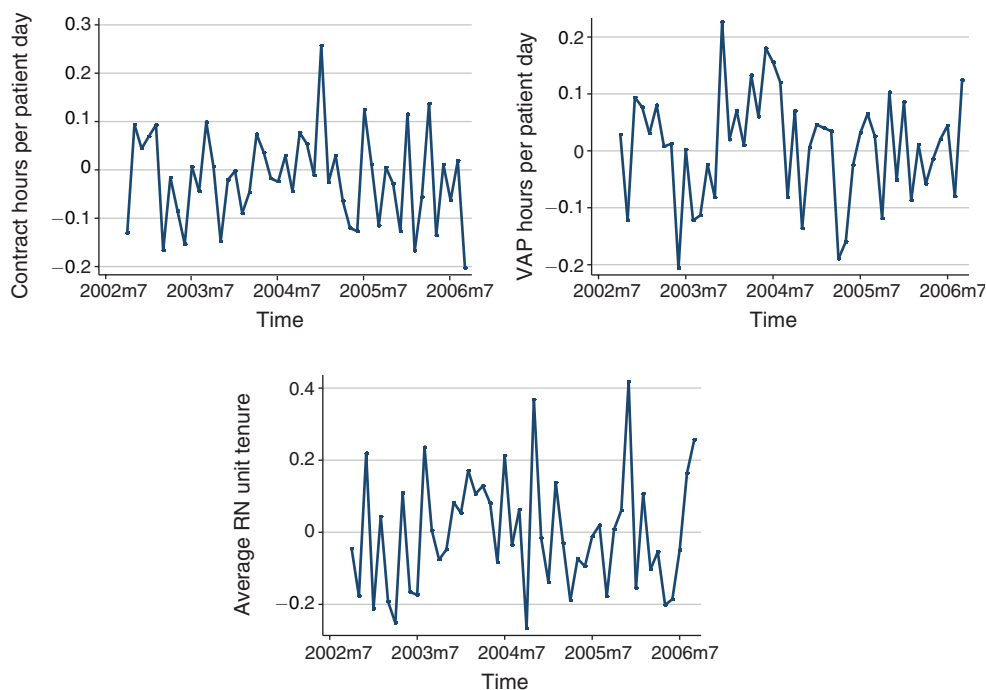 Contract hours per patient day
0.3
0.2
0.1
0
−0.1
−0.2
2002m7 2003m7 2004m7 2005m7 2006m7
Time
VAP hours per patient day
0.2
0.1
0
−0.1
−0.2
2002m7 2003m7 2004m7 2005m7 2006m7
Time
Average RN unit tenure
0.4
0.2
0
−0.2
2002m7 2003m7 2004m7 2005m7 2006m7
Time